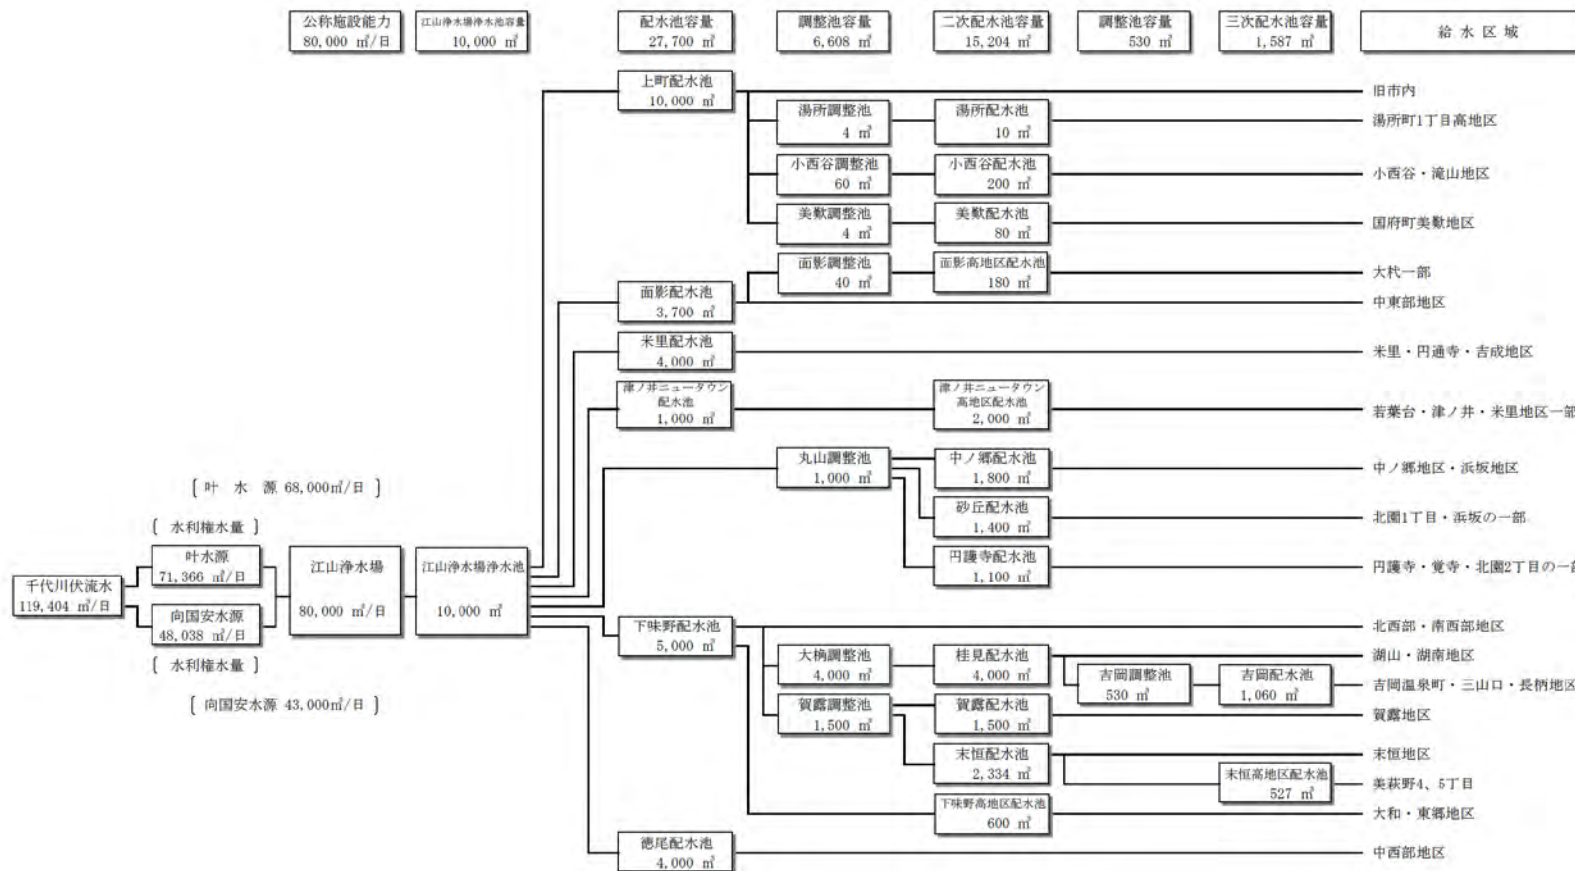 公称施設能力
80,000 ㎥/日
江山浄水場浄水池容量
10,000 ㎥
配水池容量
27,700 ㎥
調整池容量
6,608 ㎥
二次配水池容量
15,204 ㎥
調整池容量
530 ㎥
三次配水池容量
1,587 ㎥
給 水 区 域
上町配水池
10,000 ㎥
旧市内
湯所調整池
4 ㎥
湯所配水池
10 ㎥
湯所町1丁目高地区
小西谷調整池
60 ㎥
小西谷配水池
200 ㎥
小西谷・滝山地区
美歎調整池
4 ㎥
美歎配水池
80 ㎥
国府町美歎地区
面影調整池
40 ㎥
面影高地区配水池
180 ㎥
大杙一部
面影配水池
3,700 ㎥
中東部地区
米里配水池
4,000 ㎥
米里・円通寺・吉成地区
津ノ井ニュータウン
配水池
1,000 ㎥
津ノ井ニュータウン
高地区配水池
2,000 ㎥
若葉台・津ノ井・米里地区一部
丸山調整池
1,000 ㎥
中ノ郷配水池
1,800 ㎥
中ノ郷地区・浜坂地区
砂丘配水池
1,400 ㎥
北園1丁目・浜坂の一部
円護寺配水池
1,100 ㎥
円護寺・覚寺・北園2丁目の一部
〔 叶 水 源 68,000㎥/日 〕
〔 水利権水量 〕
叶水源
71,366 ㎥/日
千代川伏流水
119,404 ㎥/日
向国安水源
48,038 ㎥/日
〔 水利権水量 〕
〔 向国安水源 43,000㎥/日 〕
江山浄水場
80,000 ㎥/日
江山浄水場浄水池
10,000 ㎥
下味野配水池
5,000 ㎥
北西部・南西部地区
大桷調整池
4,000 ㎥
桂見配水池
4,000 ㎥
湖山・湖南地区
吉岡調整池
530 ㎥
吉岡配水池
1,060 ㎥
吉岡温泉町・三山口・長柄地区
賀露調整池
1,500 ㎥
賀露配水池
1,500 ㎥
賀露地区
末恒配水池
2,334 ㎥
末恒地区
末恒高地区配水池
527 ㎥
美萩野4、5丁目
下味野高地区配水池
600 ㎥
大和・東郷地区
徳尾配水池
4,000 ㎥
中西部地区